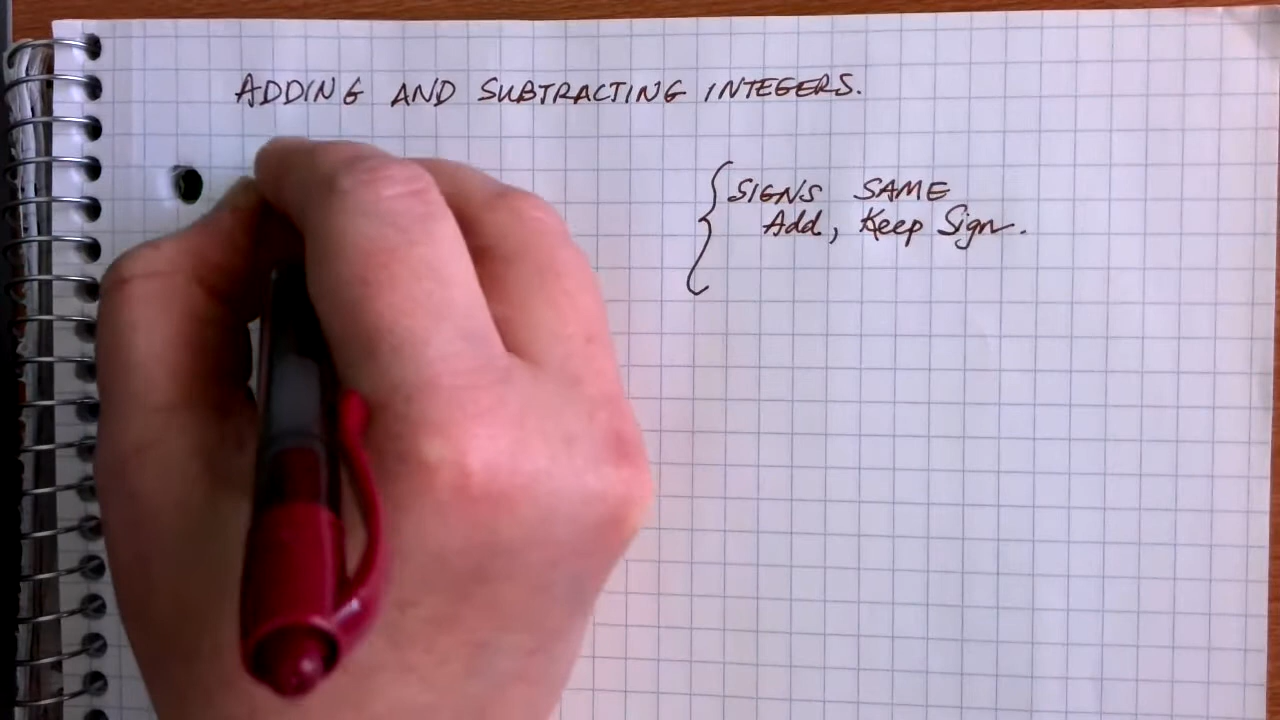 ADDING AND SUBTRACTING INTEGERS.
SIGNS SAME
Add, Keep Sign.